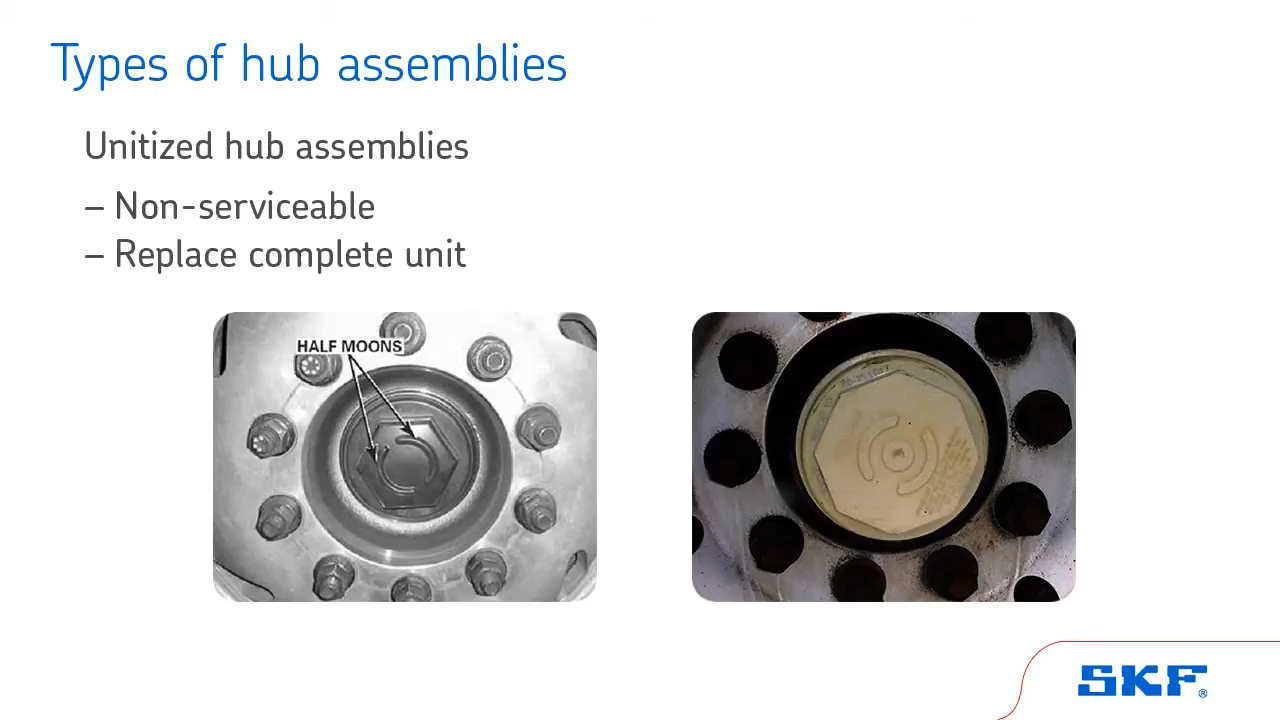 Types of hub assemblies
Unitized hub assemblies
– Non-serviceable
– Replace complete unit
HALF MOONS
SKF®